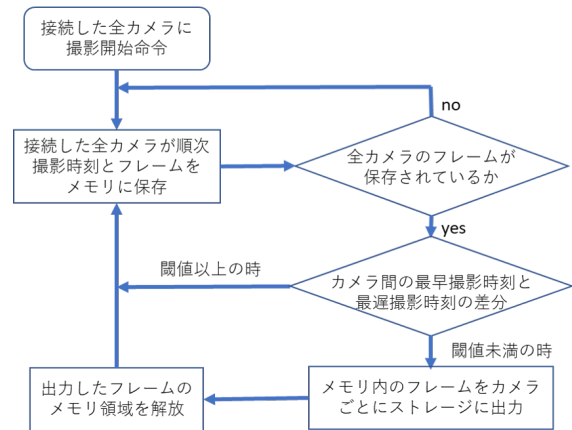 接続した全カメラに
撮影開始命令
no
接続した全カメラが順次
撮影時刻とフレームを
メモリに保存
全カメラのフレームが
保存されているか
yes
閾値以上の時
カメラ間の最早撮影時刻と
最遅撮影時刻の差分
閾値未満の時
出力したフレームの
メモリ領域を解放
メモリ内のフレームをカメラ
ごとにストレージに出力